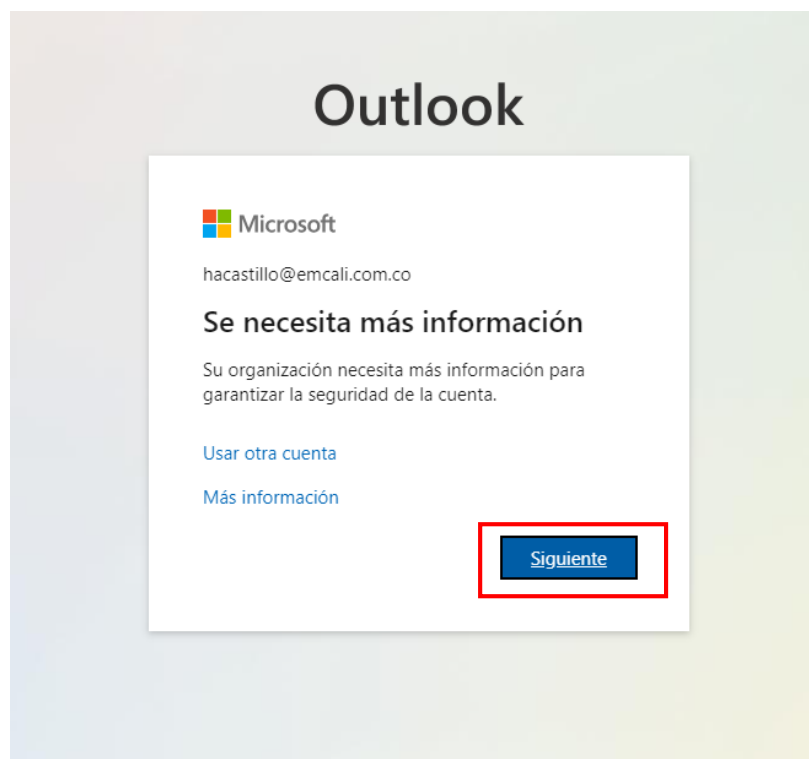 Outlook
Microsoft
hacastillo@emcali.com.co
Se necesita más información
Su organización necesita más información para
garantizar la seguridad de la cuenta.
Usar otra cuenta
Más información
Siguiente